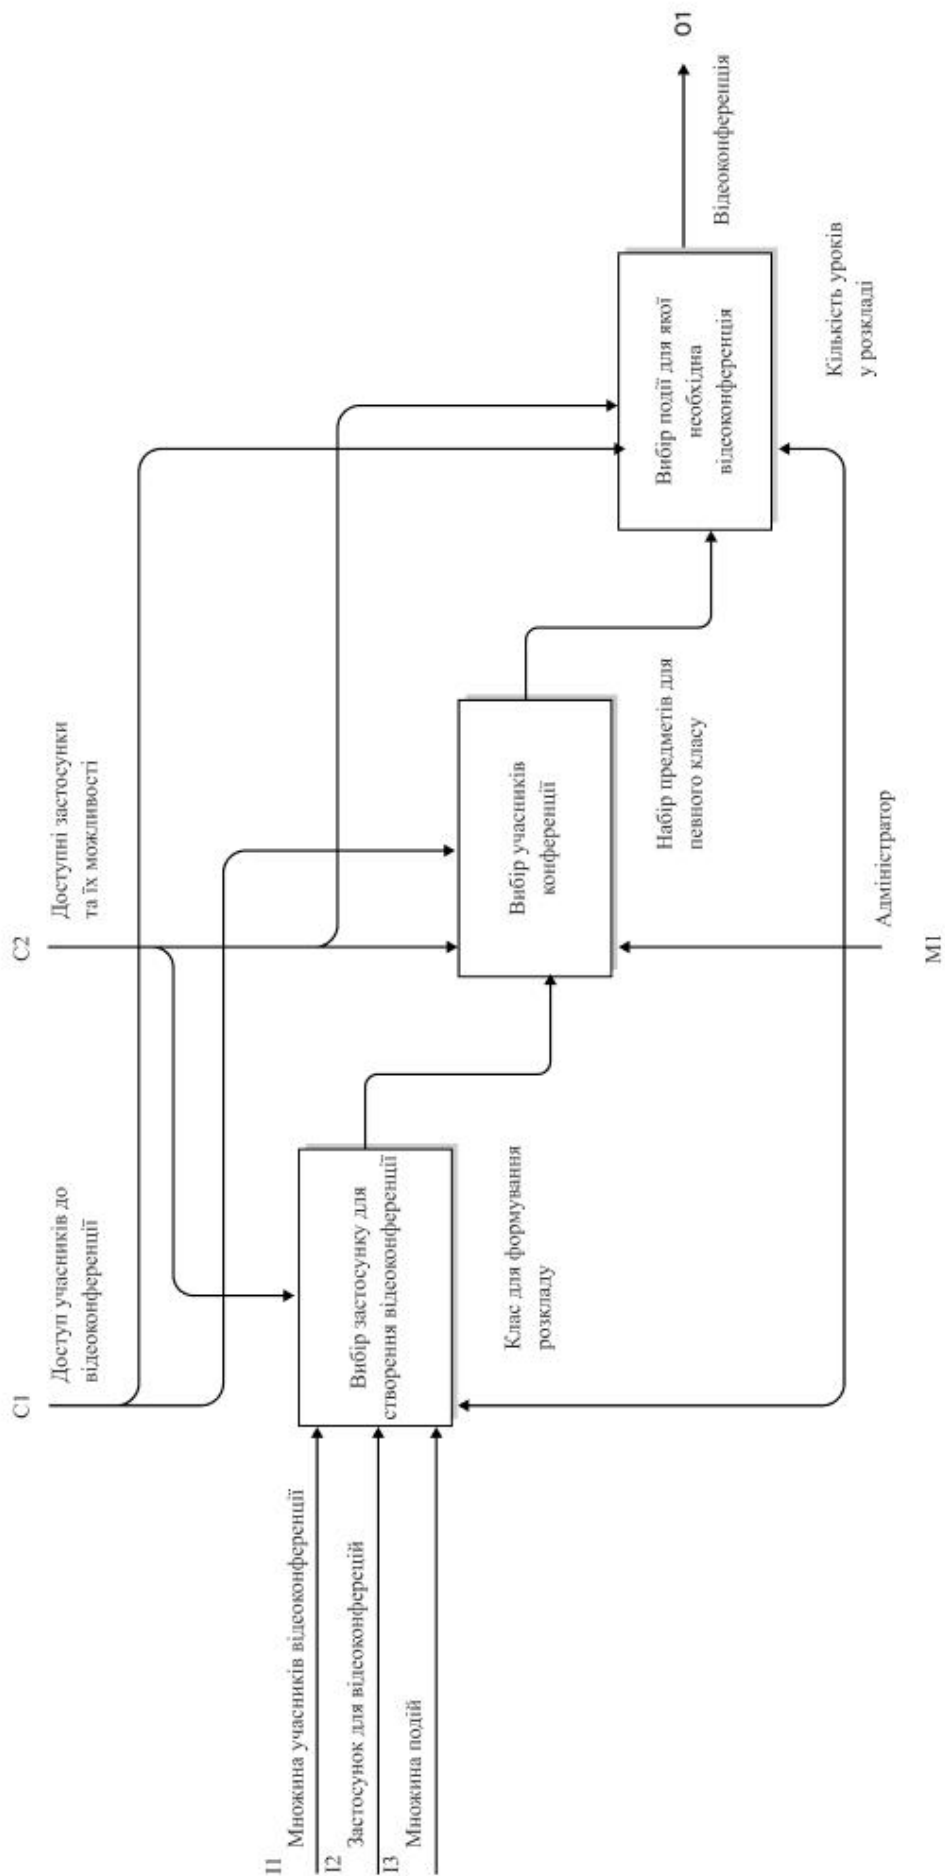 C1
C2
Доступ учасників до
відеоконференції
Доступні застосунки
та їх можливості
I1
Множина учасників відеоконференції
I2
Застосунок для відеоконферецій
I3
Множина подій
Вибір застосунку для
створення відеоконференції
Клас для формування
розкладу
Вибір учасників
конференції
Набір предметів для
певного класу
Вибір події для якої
необхідна
відеоконференція
Відеоконференція
O1
Кількість уроків
у розкладі
Адміністратор
M1